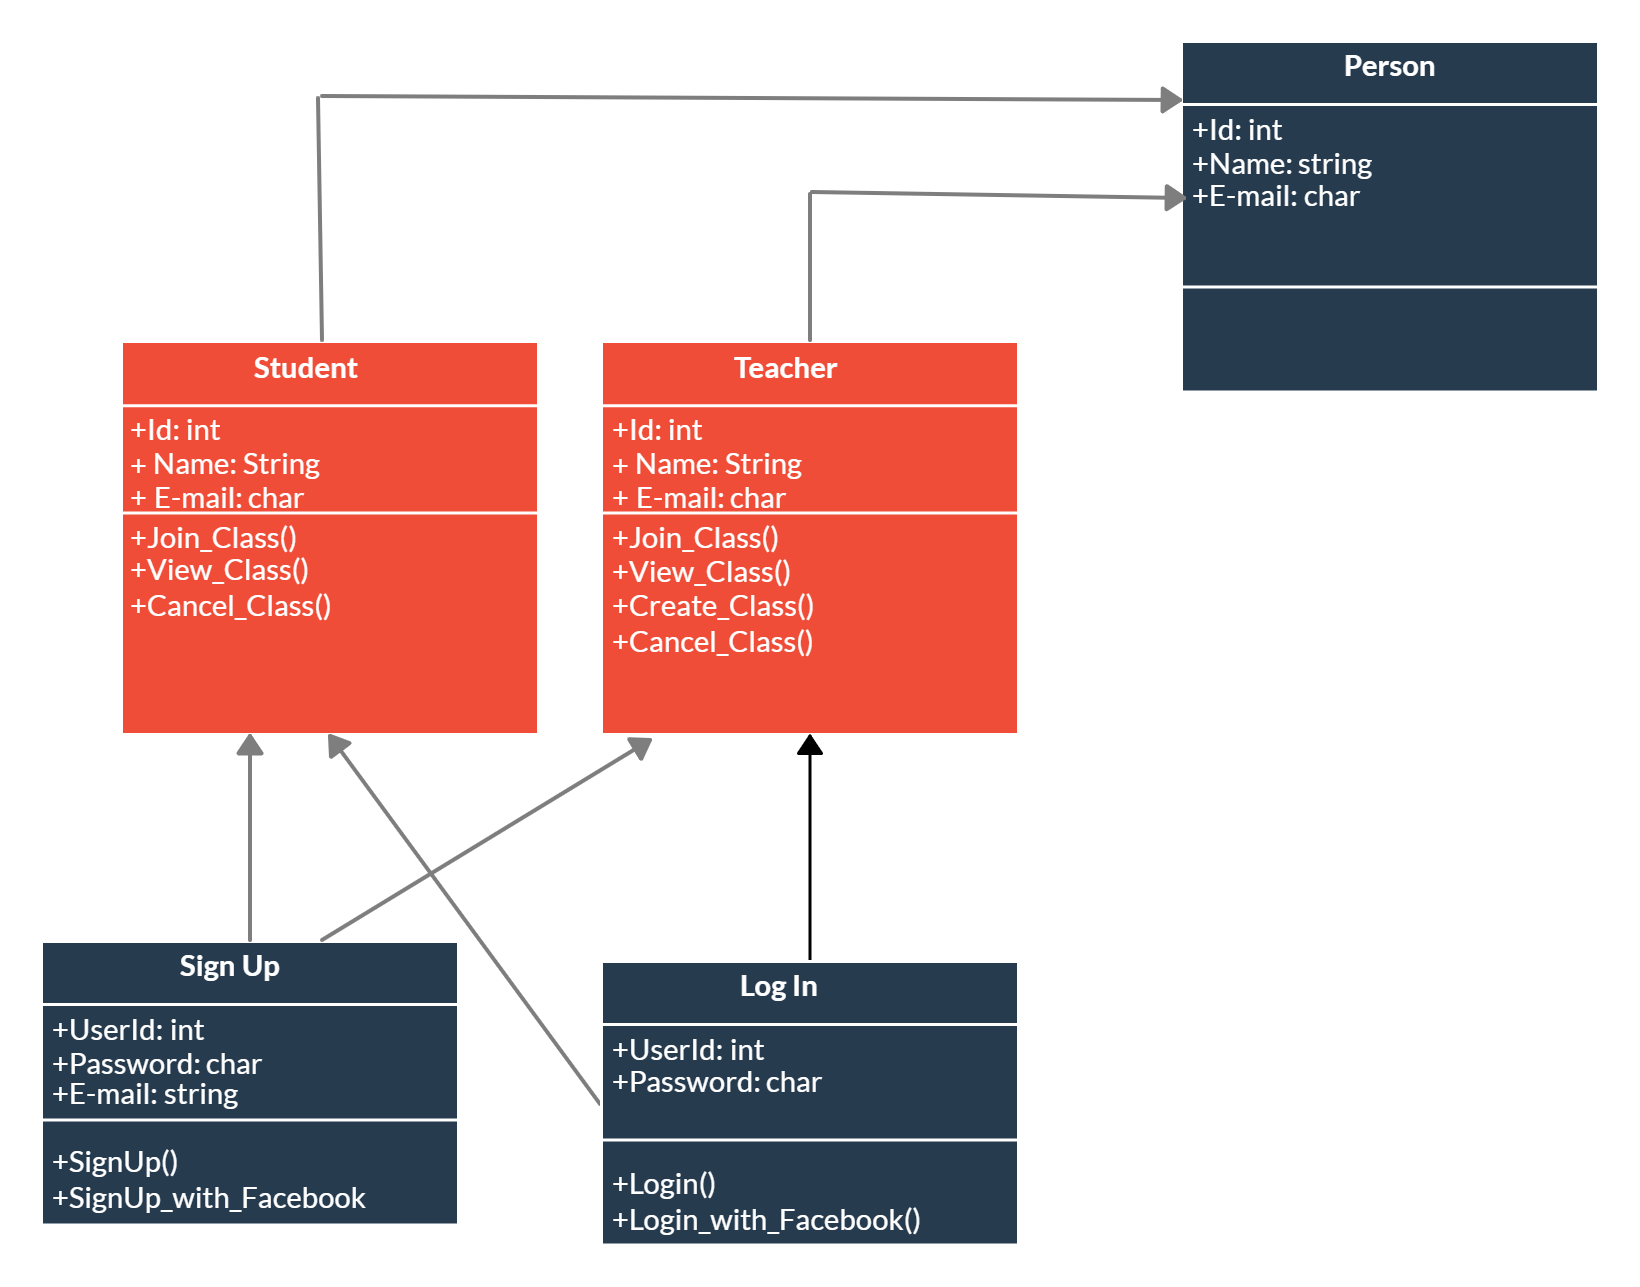 Person
+Id: int
+Name: string
+E-mail: char
Student
+Id: int
+ Name: String
+ E-mail: char
+Join_Class()
+View_Class()
+Cancel_Class()
Teacher
+Id: int
+ Name: String
+ E-mail: char
+Join_Class()
+View_Class()
+Create_Class()
+Cancel_Class()
Sign Up
+UserId: int
+Password: char
+E-mail: string
+SignUp()
+SignUp_with_Facebook
Log In
+UserId: int
+Password: char
+Login()
+Login_with_Facebook()